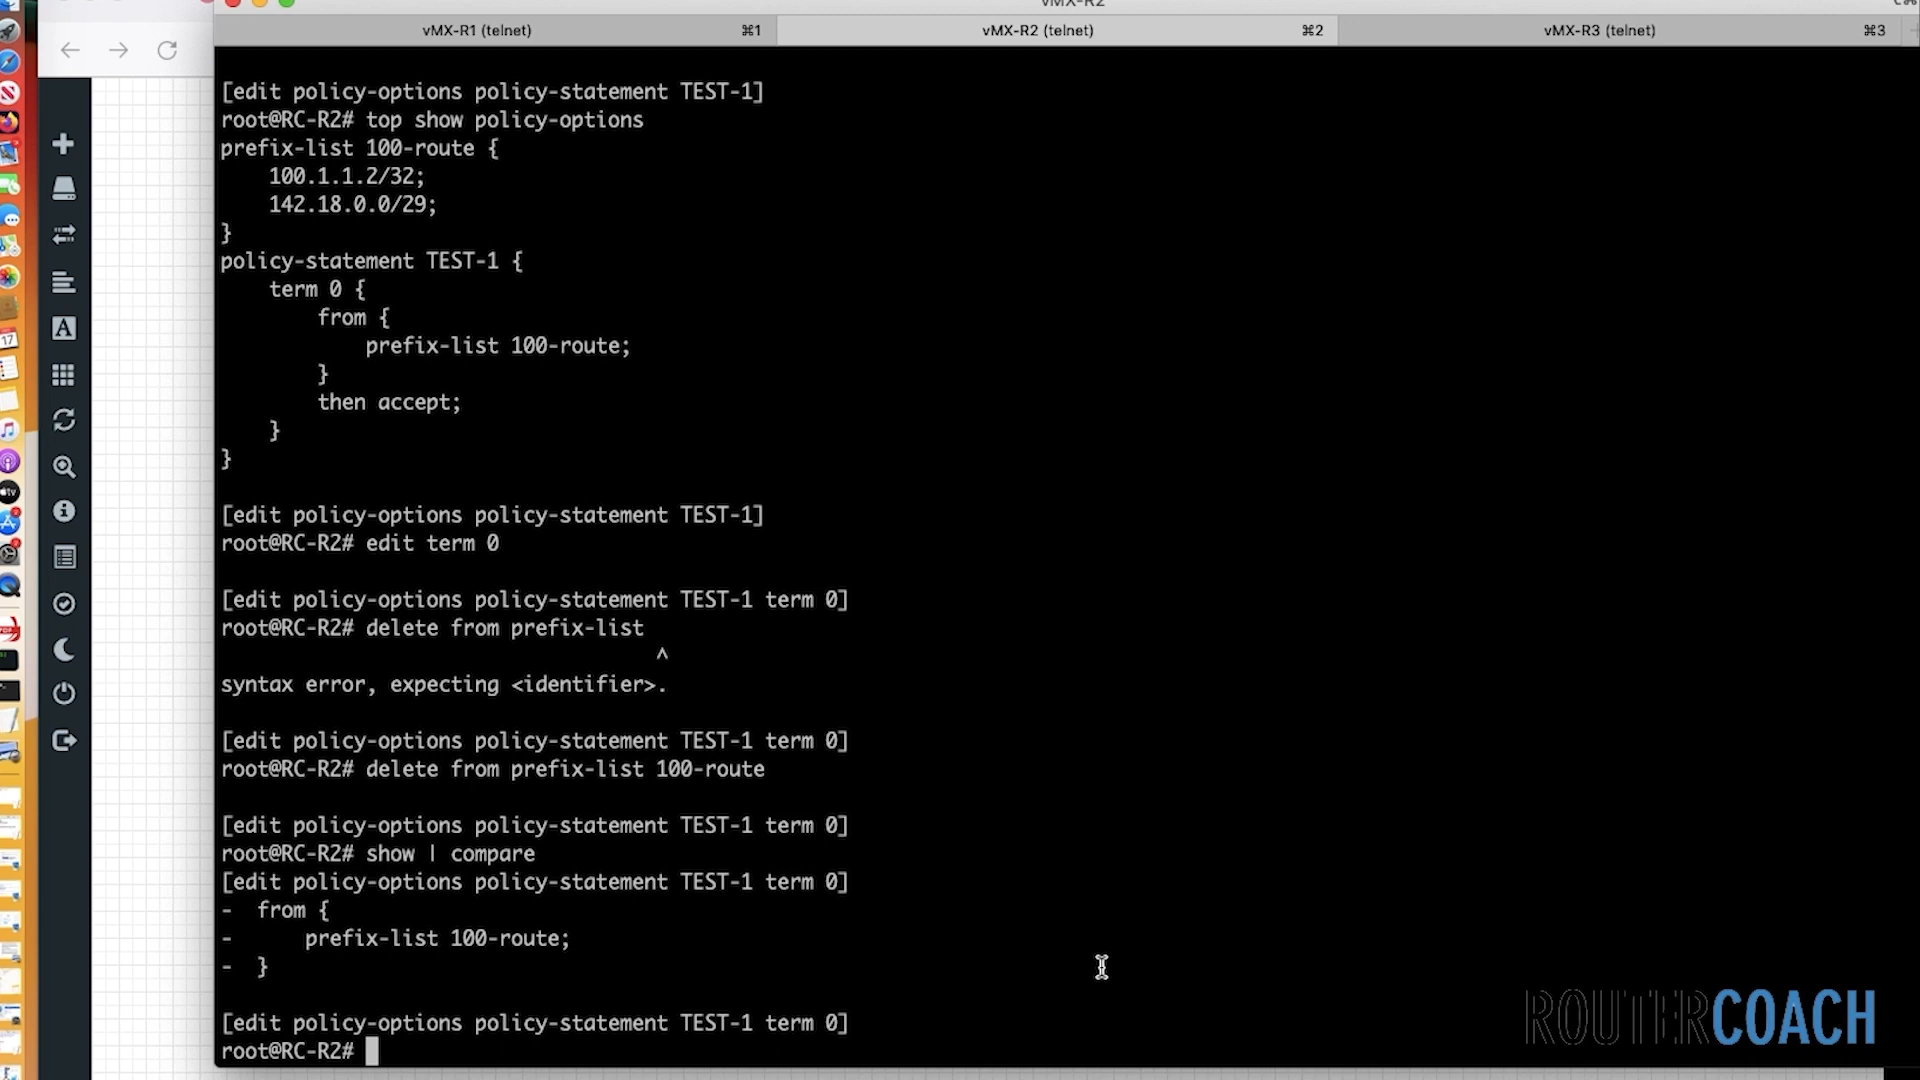 vMX-R2
vMX-R1 (telnet) ⌘1 vMX-R2 (telnet) ⌘2 vMX-R3 (telnet) ⌘3
[edit policy-options policy-statement TEST-1]
root@RC-R2# top show policy-options
prefix-list 100-route {
    100.1.1.2/32;
    142.18.0.0/29;
}
policy-statement TEST-1 {
    term 0 {
        from {
            prefix-list 100-route;
        }
        then accept;
    }
}
[edit policy-options policy-statement TEST-1]
root@RC-R2# edit term 0
[edit policy-options policy-statement TEST-1 term 0]
root@RC-R2# delete from prefix-list
                                    ^
syntax error, expecting <identifier>.
[edit policy-options policy-statement TEST-1 term 0]
root@RC-R2# delete from prefix-list 100-route
[edit policy-options policy-statement TEST-1 term 0]
root@RC-R2# show | compare
[edit policy-options policy-statement TEST-1 term 0]
-  from {
-      prefix-list 100-route;
-  }
[edit policy-options policy-statement TEST-1 term 0]
root@RC-R2#
ROUTERCOACH